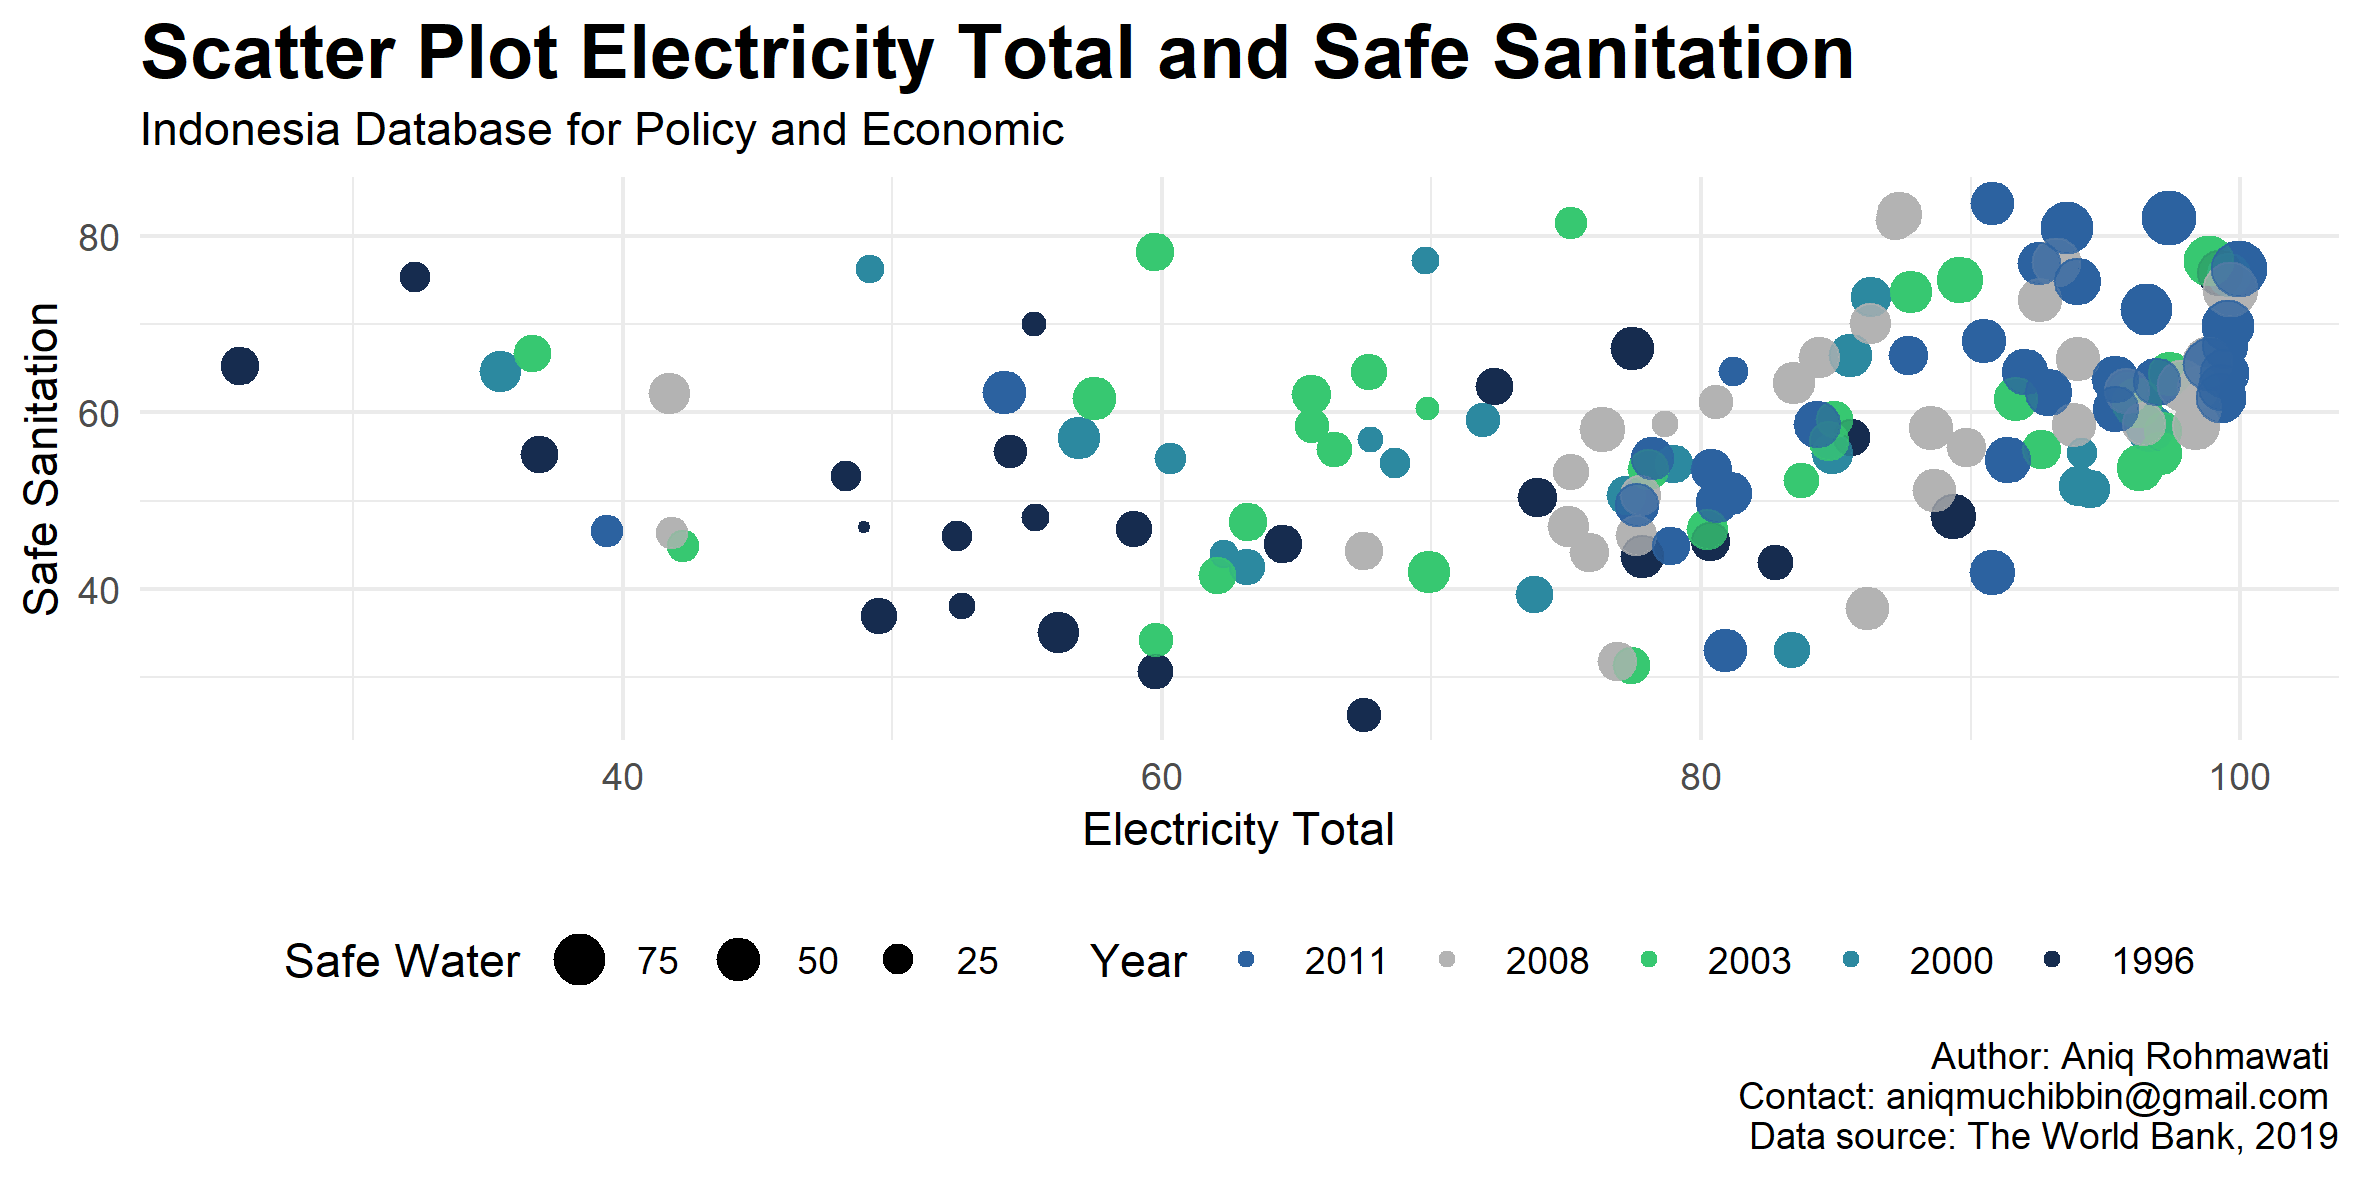 Scatter Plot Electricity Total and Safe Sanitation
Indonesia Database for Policy and Economic
Safe Sanitation
80
60
40
40 60 80 100
Electricity Total
Safe Water 75 50 25 Year 2011 2008 2003 2000 1996
Author: Aniq Rohmawati
Contact: aniqmuchibbin@gmail.com
Data source: The World Bank, 2019